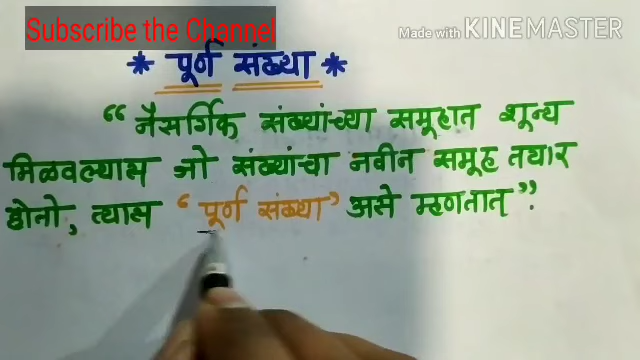 Subscribe the Channel
Made with KINEMASTER
* पूर्ण संख्या *
“ नैसर्गिक संख्यांच्या समूहात शून्य
मिळवल्यास जो संख्यांचा नवीन समूह तयार
होतो, त्यास ‘ पूर्ण संख्या ’ असे म्हणतात ”.